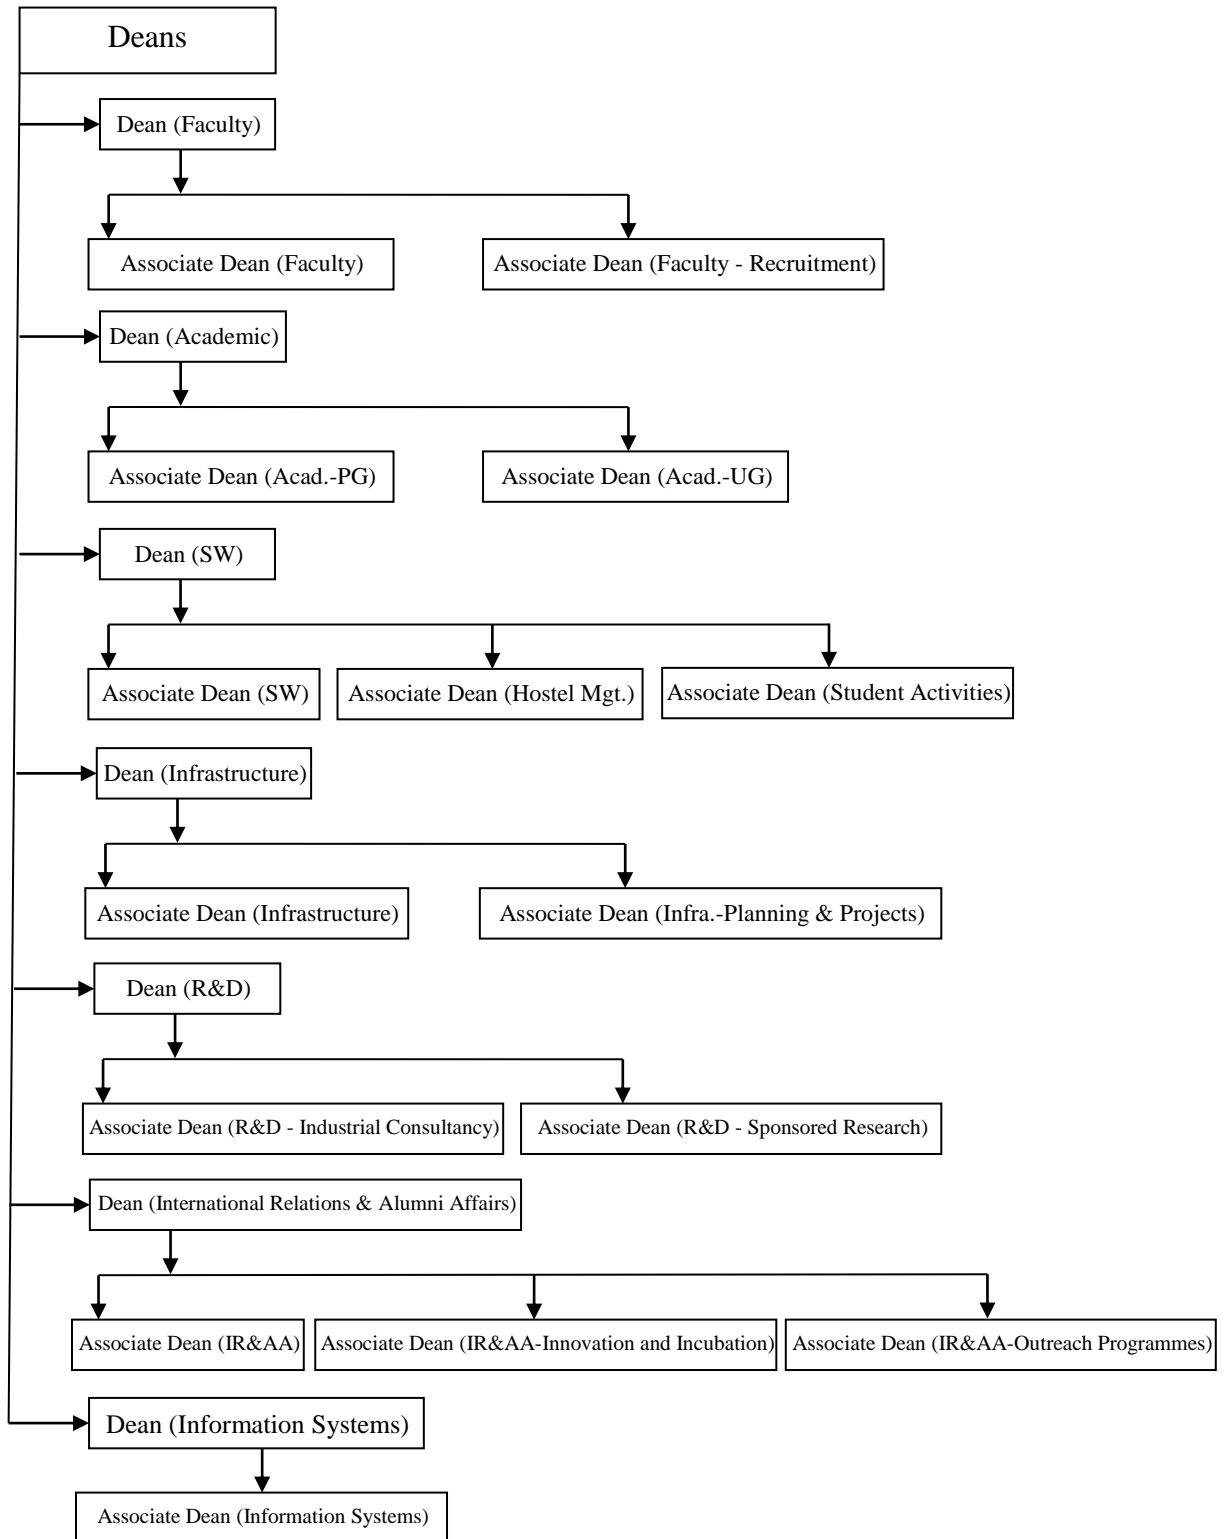 Deans
Dean (Faculty)
Associate Dean (Faculty)
Associate Dean (Faculty - Recruitment)
Dean (Academic)
Associate Dean (Acad.-PG)
Associate Dean (Acad.-UG)
Dean (SW)
Associate Dean (SW)
Associate Dean (Hostel Mgt.)
Associate Dean (Student Activities)
Dean (Infrastructure)
Associate Dean (Infrastructure)
Associate Dean (Infra.-Planning & Projects)
Dean (R&D)
Associate Dean (R&D - Industrial Consultancy)
Associate Dean (R&D - Sponsored Research)
Dean (International Relations & Alumni Affairs)
Associate Dean (IR&AA)
Associate Dean (IR&AA-Innovation and Incubation)
Associate Dean (IR&AA-Outreach Programmes)
Dean (Information Systems)
Associate Dean (Information Systems)